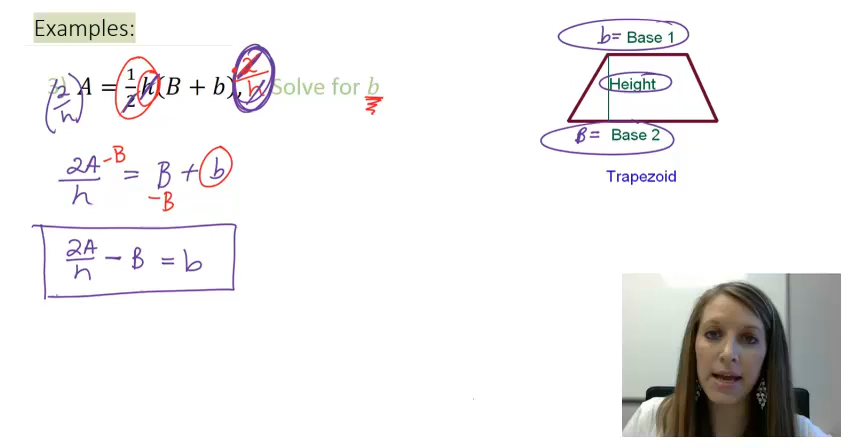 Examples:
3) (2/h) A = 1/2 h(B + b), 2/h Solve for b
2A/h -B = B + b
-B
2A/h - B = b
b = Base 1
Height
B = Base 2
Trapezoid